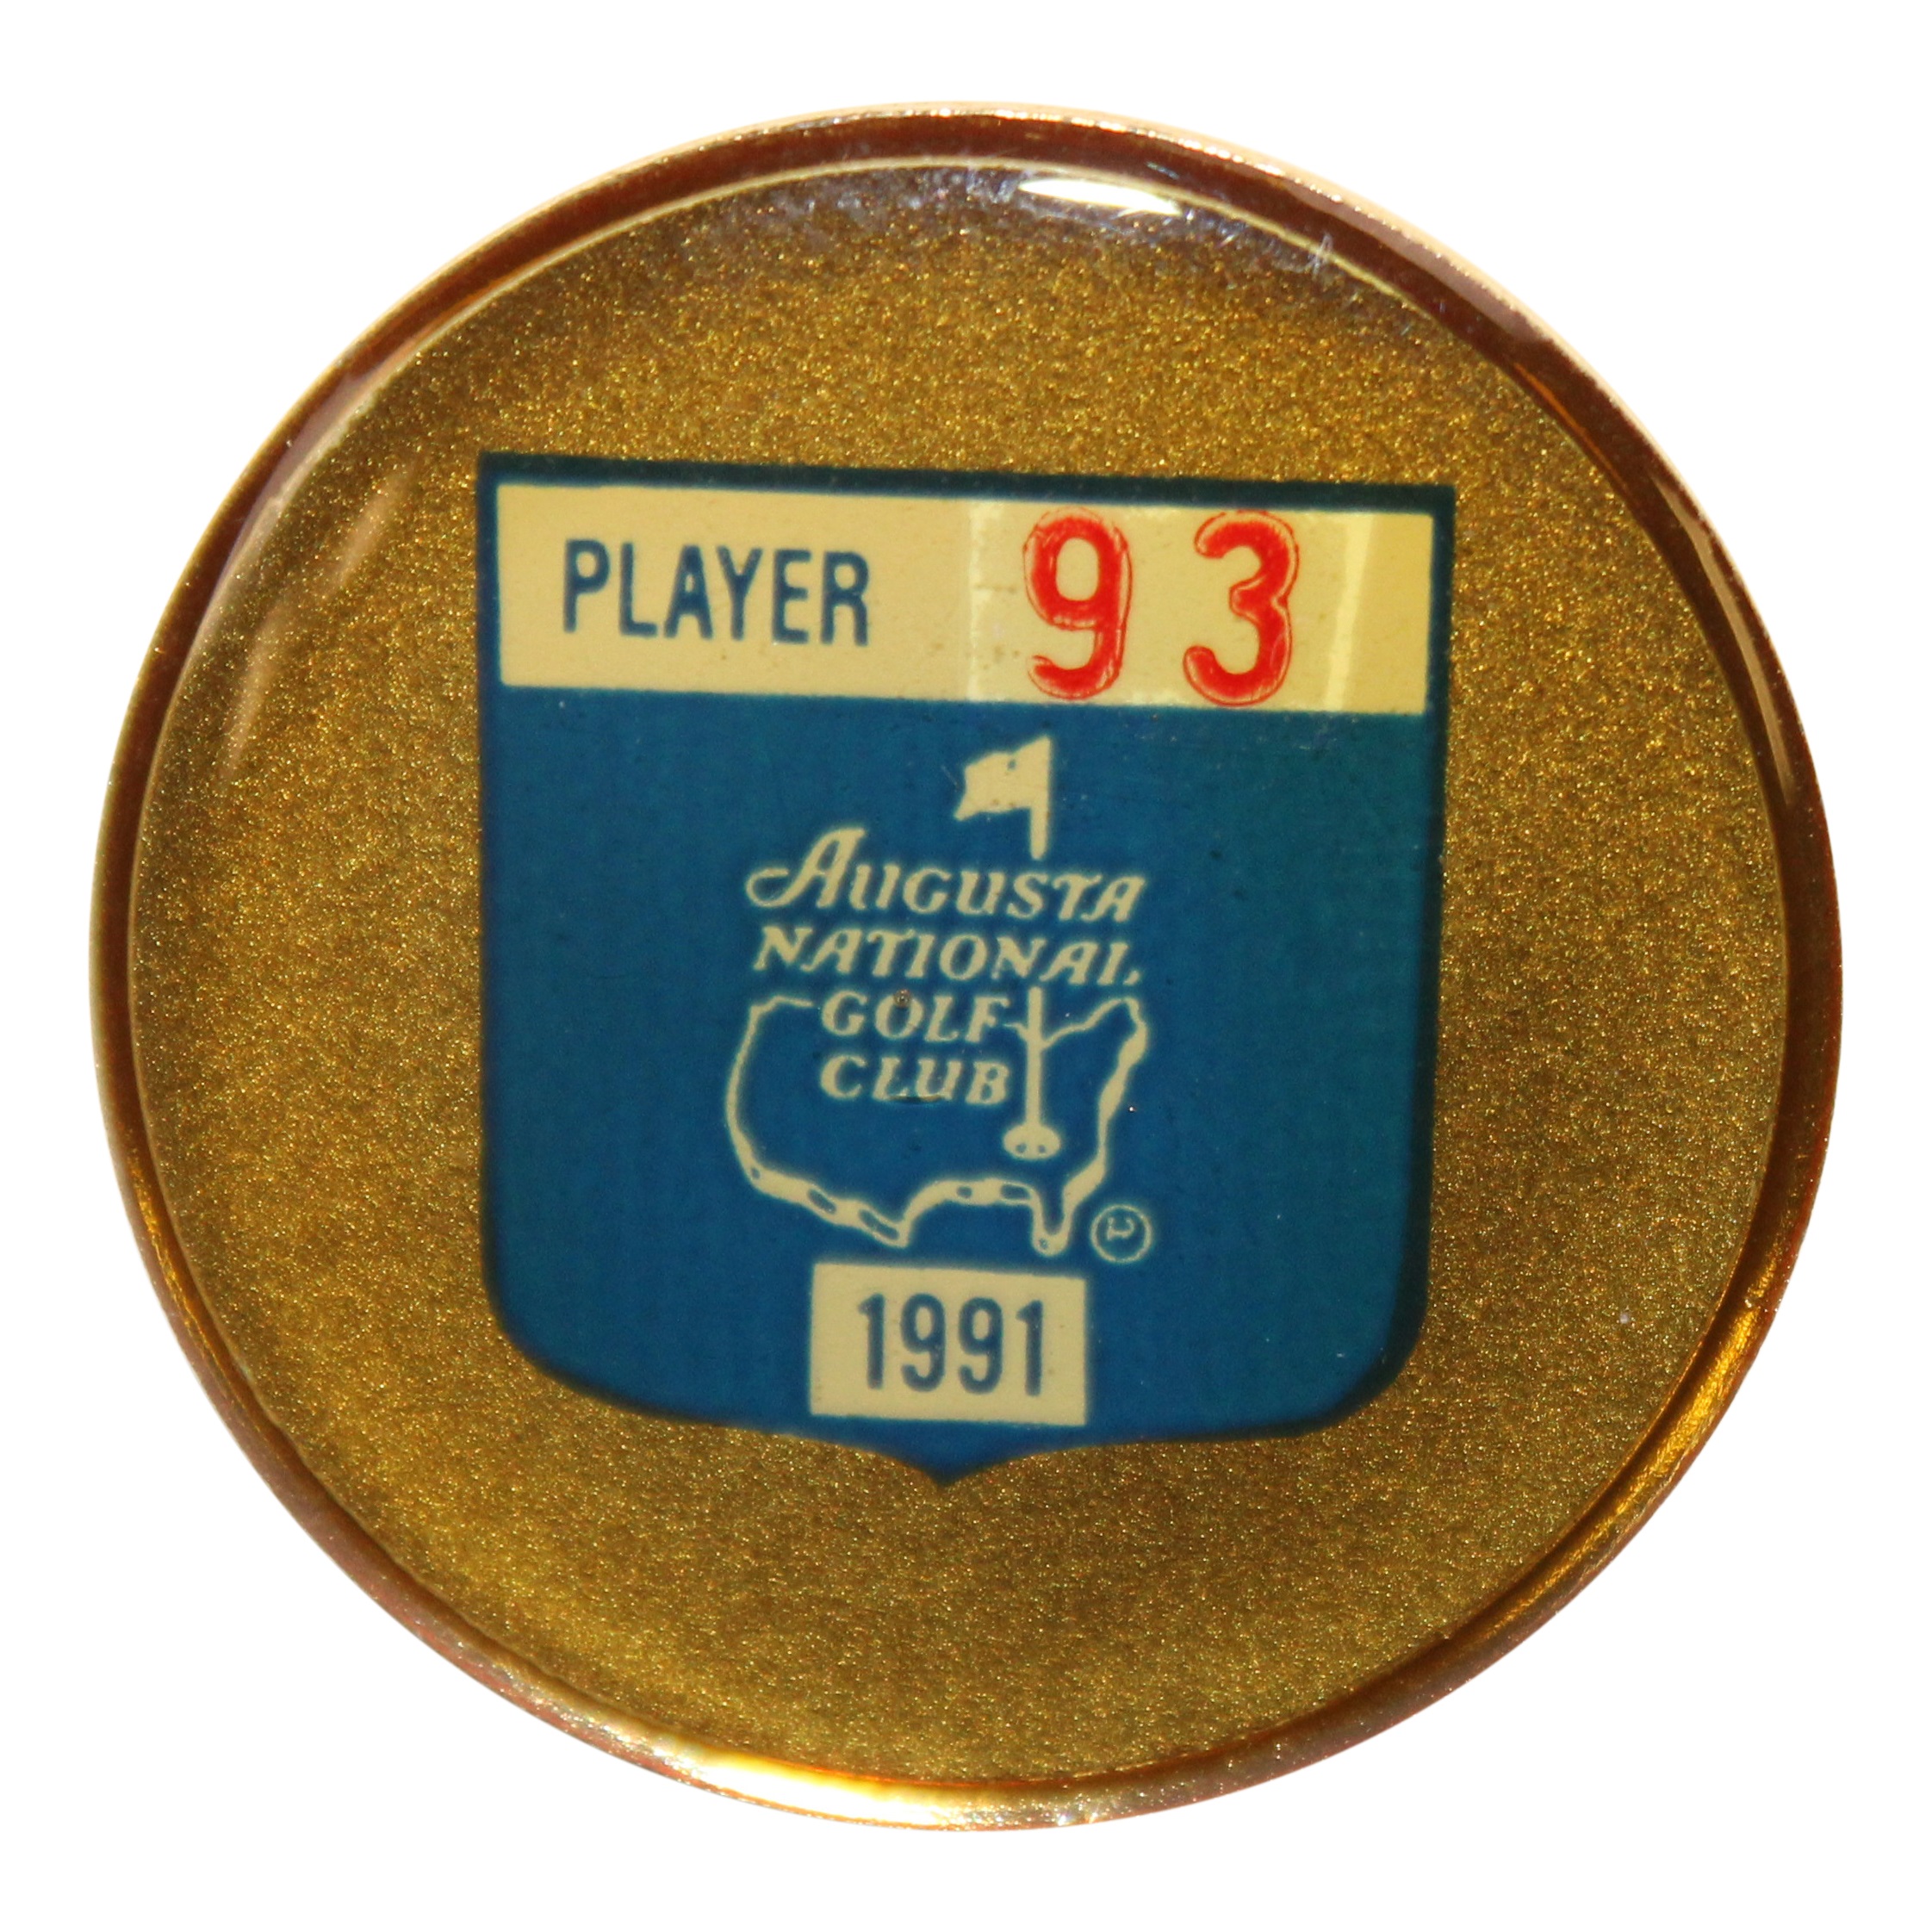 PLAYER 93
AUGUSTA
NATIONAL
GOLF
CLUB
®
1991